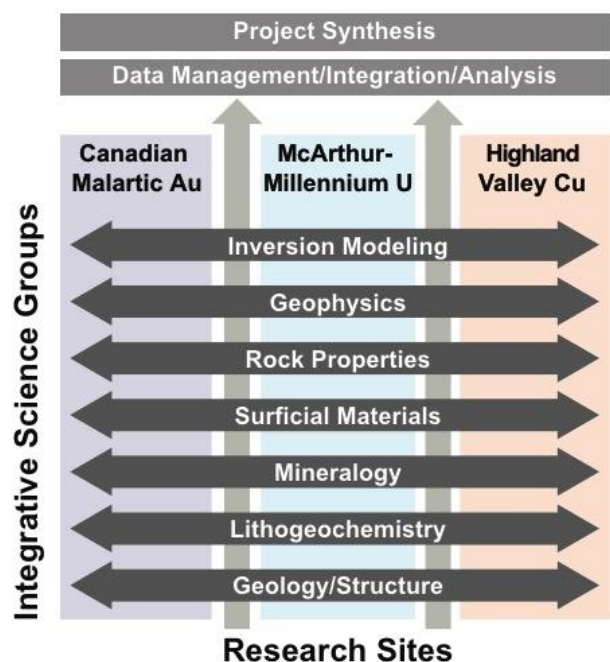 Project Synthesis
Data Management/Integration/Analysis
Canadian
Malartic Au
McArthur-
Millennium U
Highland
Valley Cu
Inversion Modeling
Geophysics
Rock Properties
Surficial Materials
Mineralogy
Lithogeochemistry
Geology/Structure
Integrative Science Groups
Research Sites